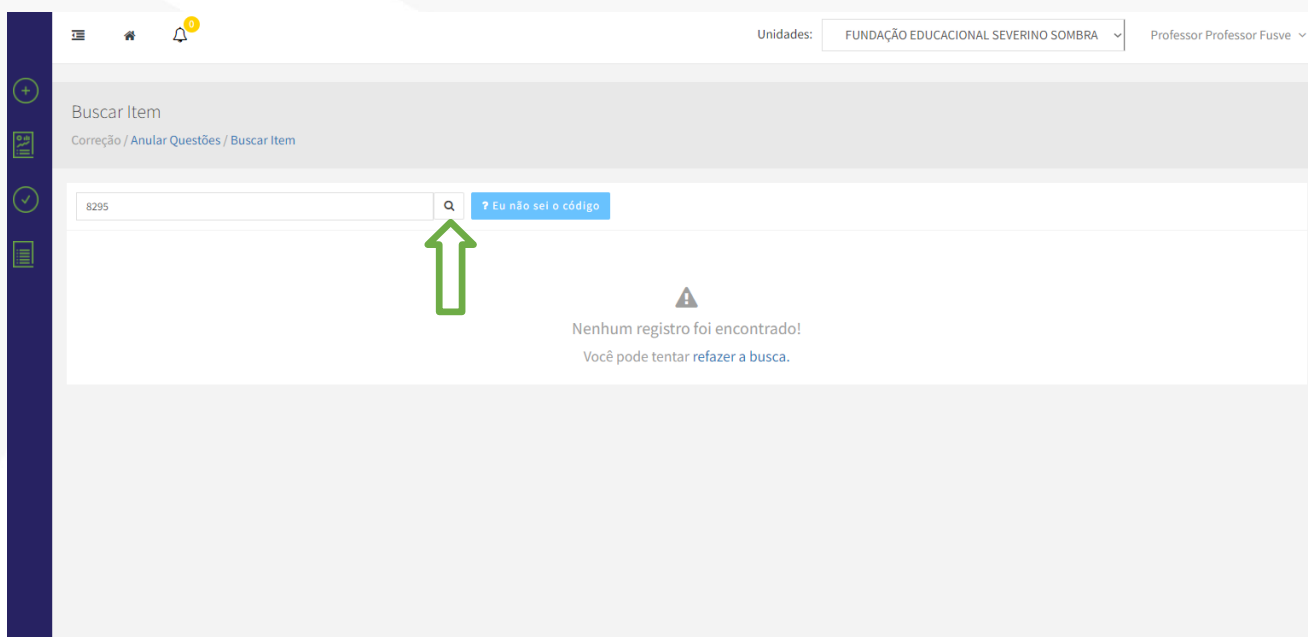 0
Unidades: FUNDAÇÃO EDUCACIONAL SEVERINO SOMBRA Professor Professor Fusve
Buscar Item
Correção / Anular Questões / Buscar Item
8295 ? Eu não sei o código
Nenhum registro foi encontrado!
Você pode tentar refazer a busca.